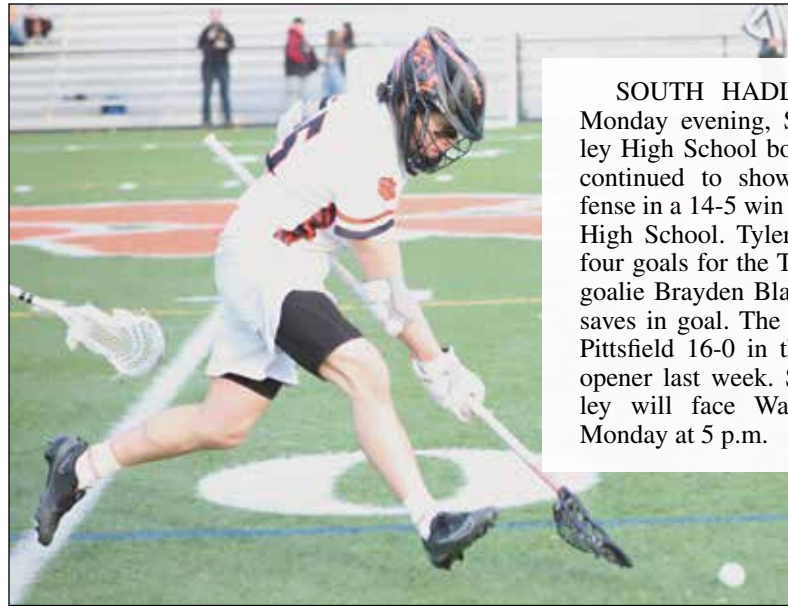 SOUTH HADL
Monday evening, S
ley High School bo
continued to show
fense in a 14-5 win
High School. Tyler
four goals for the T
goalie Brayden Bla
saves in goal. The
Pittsfield 16-0 in th
opener last week. S
ley will face Wa
Monday at 5 p.m.